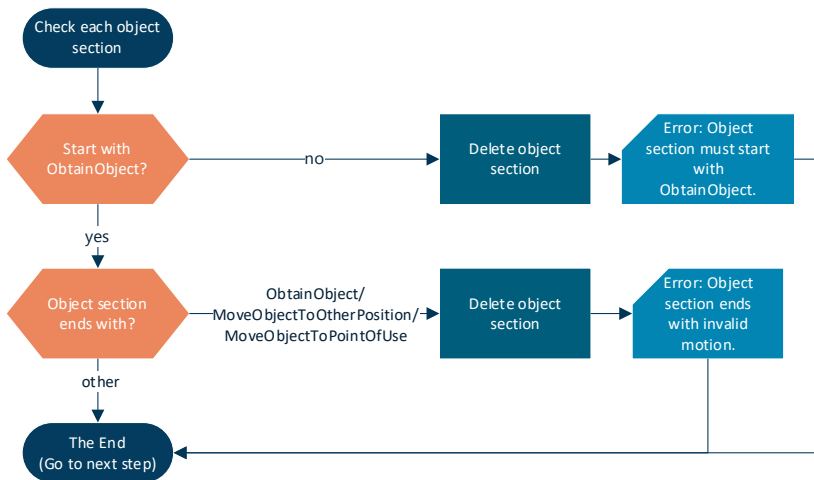 Check each object
section
Start with
ObtainObject?
no
Delete object
section
Error: Object
section must start
with
ObtainObject.
yes
Object section
ends with?
ObtainObject/
MoveObjectToOtherPosition/
MoveObjectToPointOfUse
Delete object
section
Error: Object
section ends
with invalid
motion.
other
The End
(Go to next step)